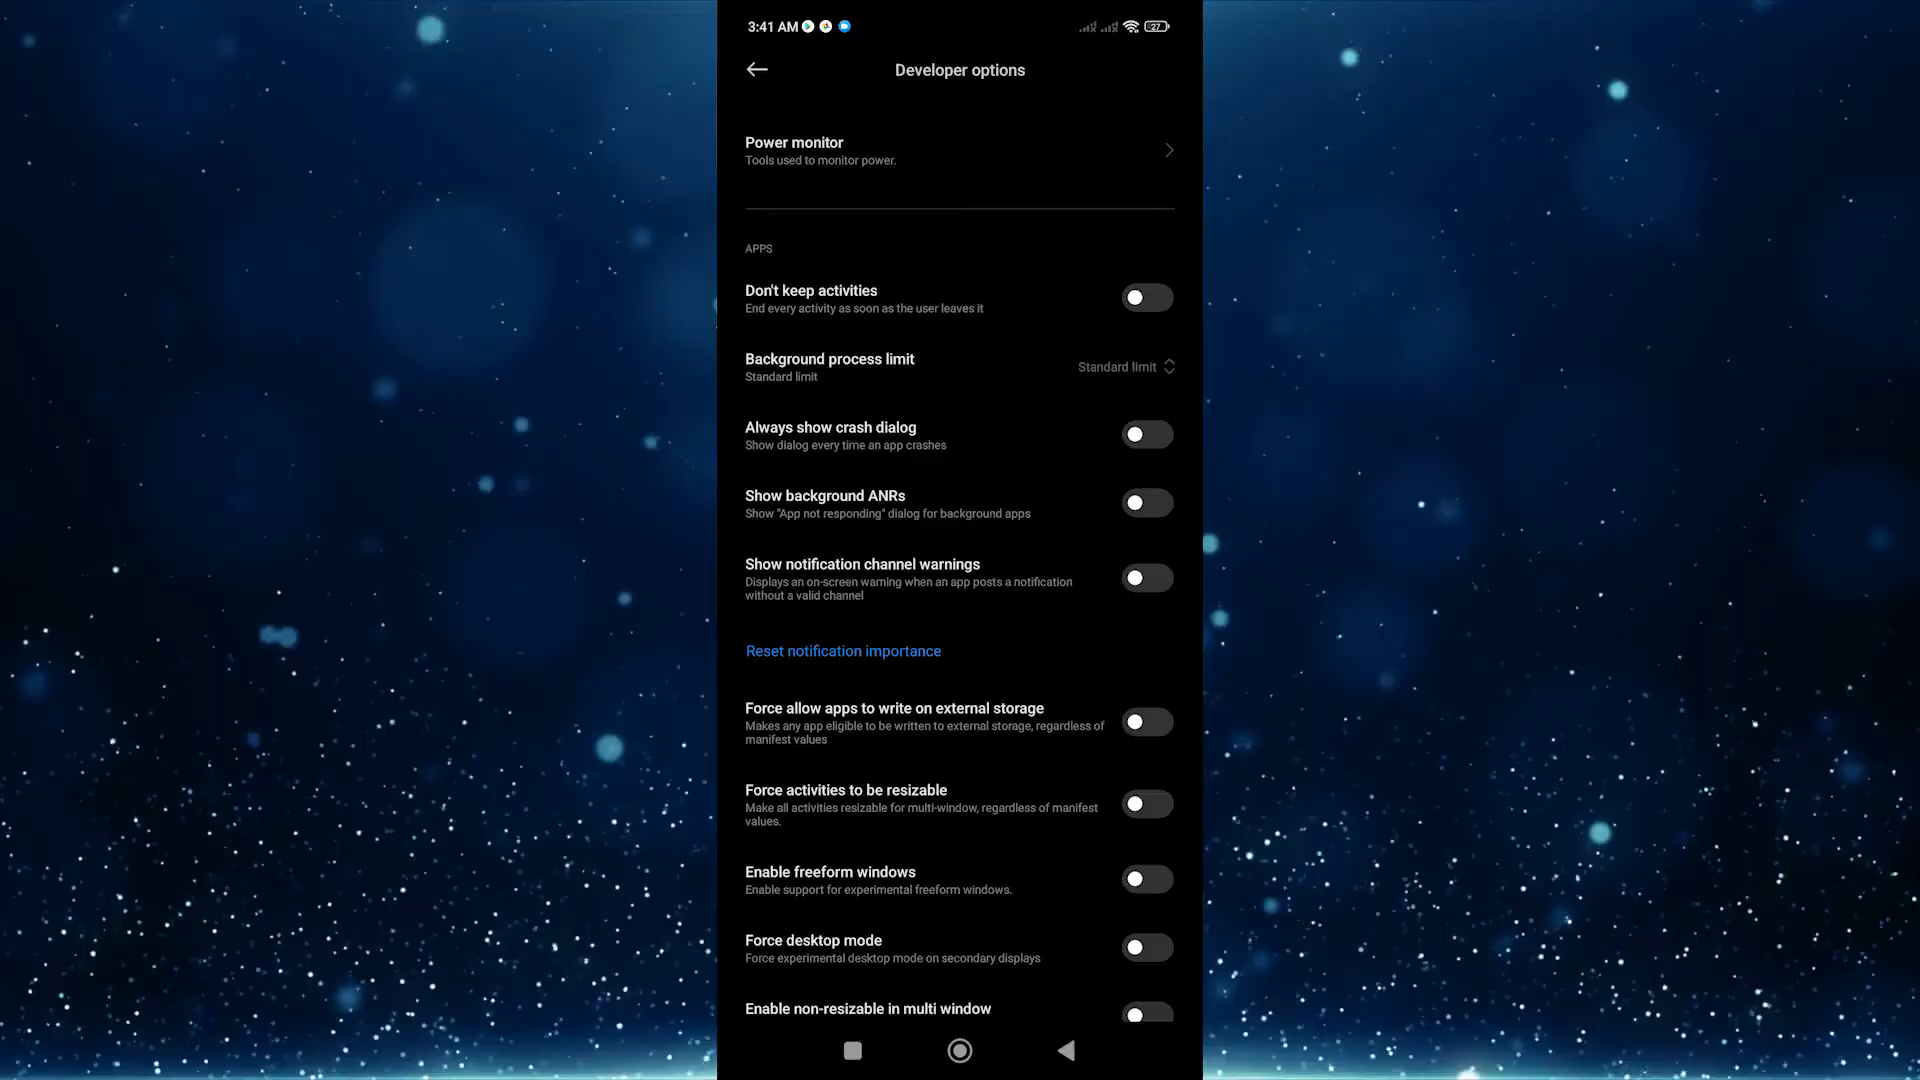 3:41 AM
27
Developer options
Power monitor
Tools used to monitor power.
APPS
Don't keep activities
End every activity as soon as the user leaves it
Background process limit
Standard limit
Standard limit
Always show crash dialog
Show dialog every time an app crashes
Show background ANRs
Show "App not responding" dialog for background apps
Show notification channel warnings
Displays an on-screen warning when an app posts a notification
without a valid channel
Reset notification importance
Force allow apps to write on external storage
Makes any app eligible to be written to external storage, regardless of
manifest values
Force activities to be resizable
Make all activities resizable for multi-window, regardless of manifest
values.
Enable freeform windows
Enable support for experimental freeform windows.
Force desktop mode
Force experimental desktop mode on secondary displays
Enable non-resizable in multi window